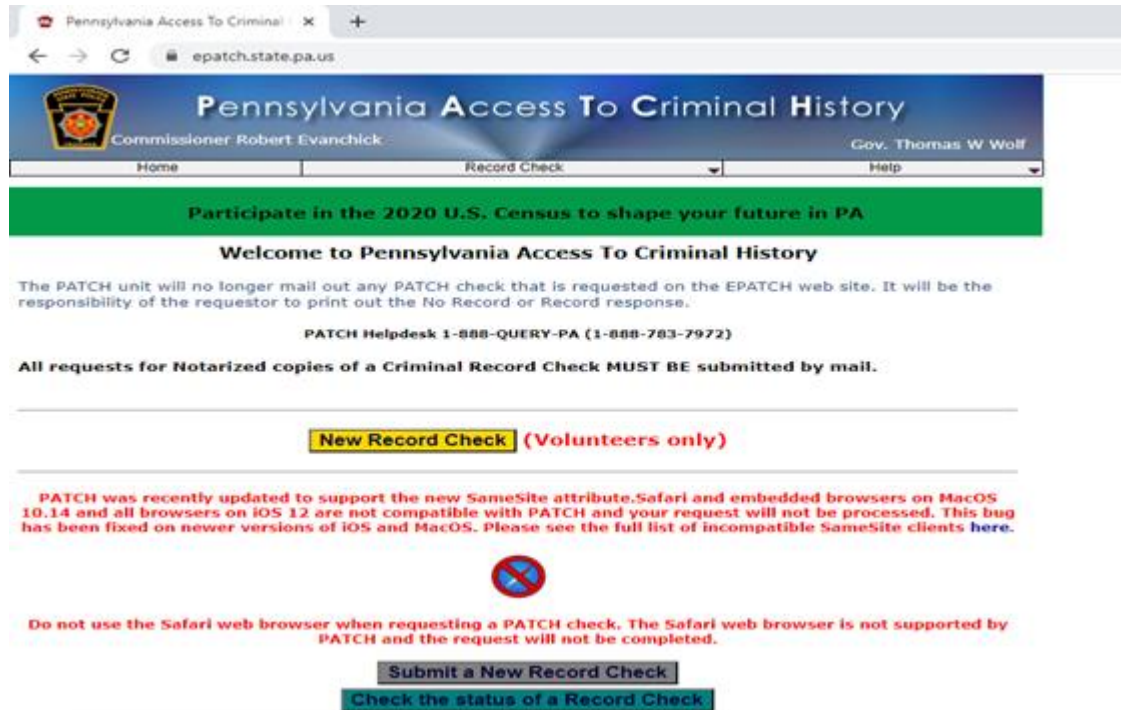 Pennsylvania Access To Criminal
epatch.state.pa.us
Pennsylvania Access To Criminal History
Commissioner Robert Evanchick
Gov. Thomas W Wolf
Home Record Check Help
Participate in the 2020 U.S. Census to shape your future in PA
Welcome to Pennsylvania Access To Criminal History
The PATCH unit will no longer mail out any PATCH check that is requested on the EPATCH web site. It will be the
responsibility of the requestor to print out the No Record or Record response.
PATCH Helpdesk 1-888-QUERY-PA (1-888-783-7972)
All requests for Notarized copies of a Criminal Record Check MUST BE submitted by mail.
New Record Check (Volunteers only)
PATCH was recently updated to support the new SameSite attribute.Safari and embedded browsers on MacOS
10.14 and all browsers on iOS 12 are not compatible with PATCH and your request will not be processed. This bug
has been fixed on newer versions of iOS and MacOS. Please see the full list of incompatible SameSite clients here.
Do not use the Safari web browser when requesting a PATCH check. The Safari web browser is not supported by
PATCH and the request will not be completed.
Submit a New Record Check
Check the status of a Record Check